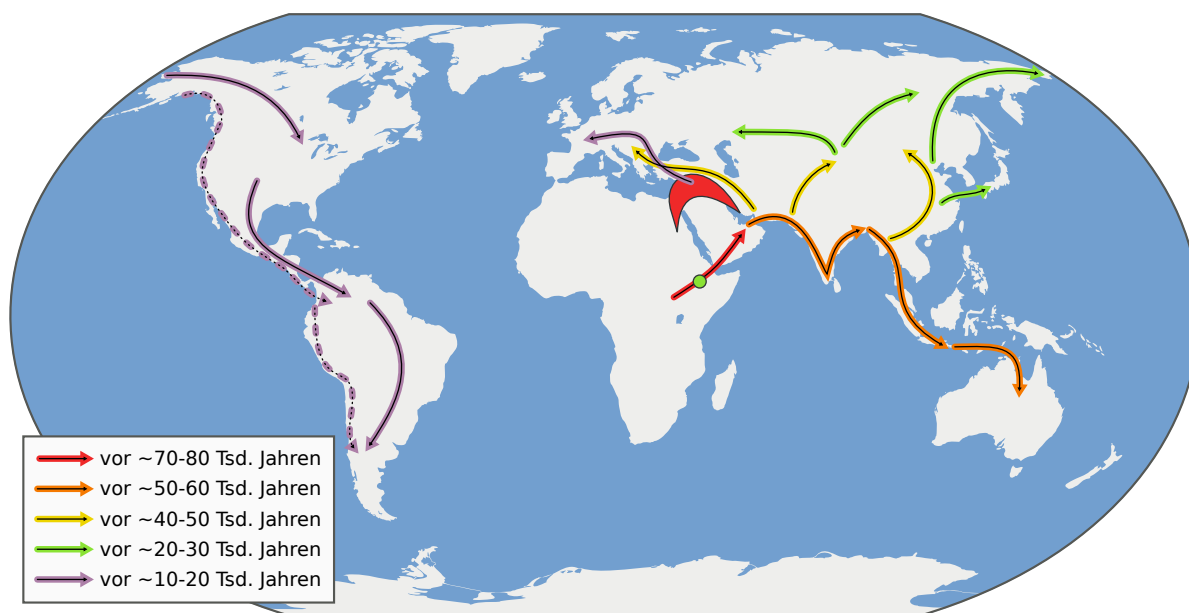 vor ~70-80 Tsd. Jahren
vor ~50-60 Tsd. Jahren
vor ~40-50 Tsd. Jahren
vor ~20-30 Tsd. Jahren
vor ~10-20 Tsd. Jahren